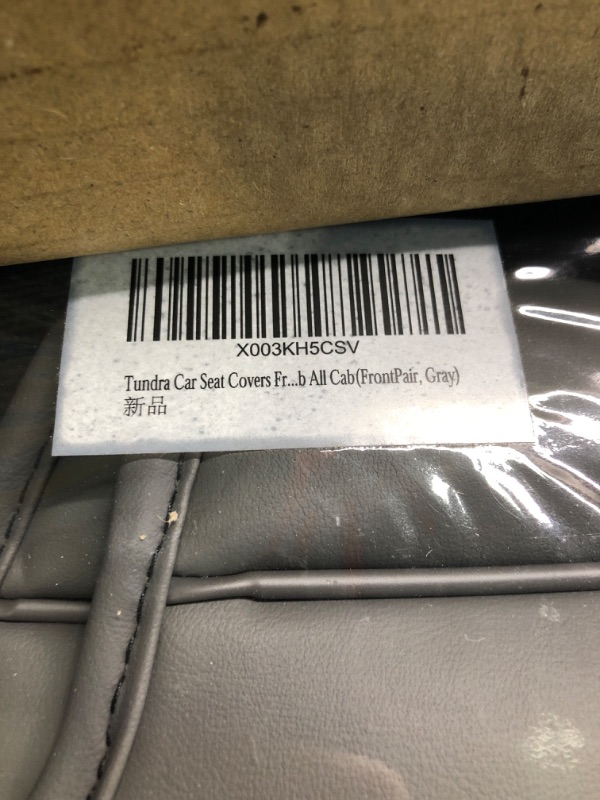 X003KH5CSV
Tundra Car Seat Covers Fr...b All Cab(FrontPair, Gray)
新品